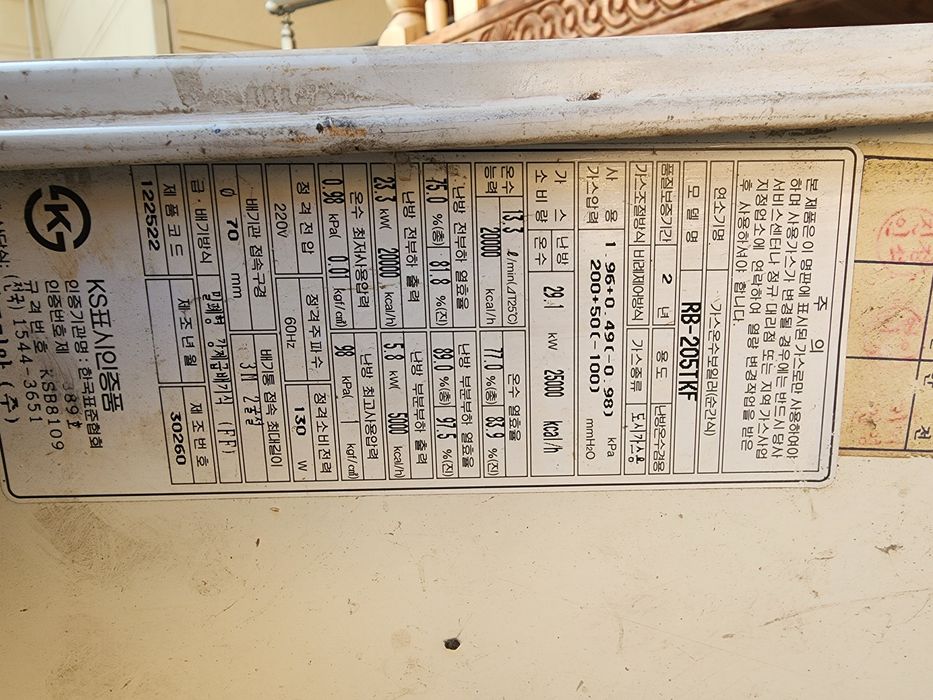 주 의
본 제품은 이 명판에 표시된 가스로만 사용하여야
하며 사용가스가 변경될 경우에는 반드시 당사
서비스센터나 정규 대리점 또는 지역 가스사업
지정업소에 연락하여 열량 변경작업을 받은
후 사용하셔야 합니다.
연소기명 가스온수보일러(순간식)
모 델 명 RB-205TKF
품질보증기간 2 년 용 도 난방온수겸용
가스조정방식 비례제어방식 가스종류 도시가스용
사 용 가스압력 1.96+0.49(-0.98) kPa
200+50(-100) mmH₂O
가 스 소비량 난방 온수 29.1 kW 25000 kcal/h
온수 능력 13.3 ℓ/min(⊿T25℃) 온수 열효율
20000 kcal/h 77.0 %(총) 83.9 %(진)
난방 전부하 열효율 난방 부분부하 열효율
75.0 %(총) 81.8 %(진) 89.0 %(총) 97.5 %(진)
난방 전부하 출력 난방 부분부하 출력
23.3 kW( 20000 kcal/h) 5.8 kW( 5000 kcal/h)
온수 최저사용압력 난방 최고사용압력
0.98 kPa( 0.01 kgf/㎠) 98 kPa( kgf/㎠)
정격전압 정격주파수 정격소비전력
220V 60Hz 130 W
배기관 접속구경 배기통 접속 최대길이
∅ 70 mm 3M 2굴곡
급·배기방식 밀폐형 강제급배기식 (FF)
제품코드 제조년월 제조번호
122522 30260
KS표시인증품
인증기관명: 한국표준협회
인증번호:제 389호
규격번호: KSB8109
(전국) 1544-3651
전